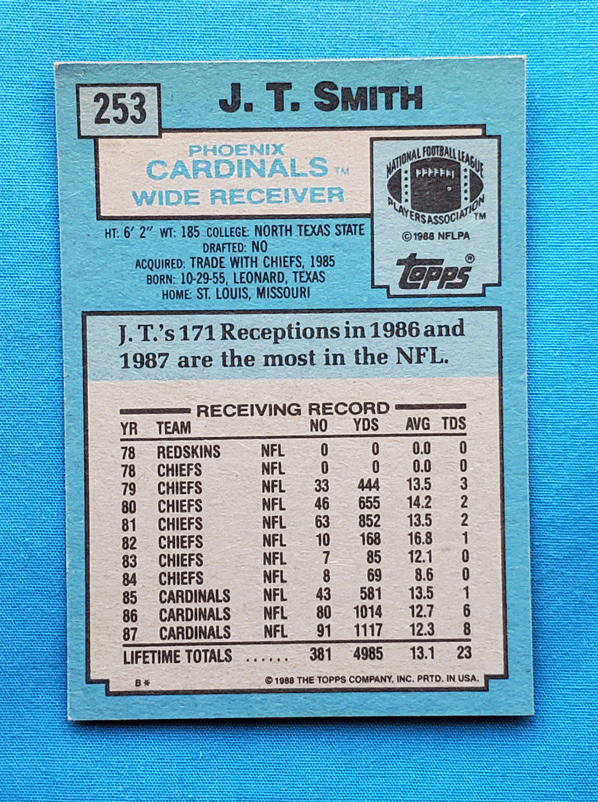 253
J. T. SMITH
PHOENIX
CARDINALS TM
WIDE RECEIVER
NATIONAL FOOTBALL LEAGUE
PLAYERS ASSOCIATION TM
© 1988 NFLPA
TOPPS ®
HT: 6' 2" WT: 185 COLLEGE: NORTH TEXAS STATE
DRAFTED: NO
ACQUIRED: TRADE WITH CHIEFS, 1985
BORN: 10-29-55, LEONARD, TEXAS
HOME: ST. LOUIS, MISSOURI
J. T.'s 171 Receptions in 1986 and
1987 are the most in the NFL.
RECEIVING RECORD
YR TEAM NO YDS AVG TDS
78 REDSKINS NFL 0 0 0.0 0
78 CHIEFS NFL 0 0 0.0 0
79 CHIEFS NFL 33 444 13.5 3
80 CHIEFS NFL 46 655 14.2 2
81 CHIEFS NFL 63 852 13.5 2
82 CHIEFS NFL 10 168 16.8 1
83 CHIEFS NFL 7 85 12.1 0
84 CHIEFS NFL 8 69 8.6 0
85 CARDINALS NFL 43 581 13.5 1
86 CARDINALS NFL 80 1014 12.7 6
87 CARDINALS NFL 91 1117 12.3 8
LIFETIME TOTALS ...... 381 4985 13.1 23
B* © 1988 THE TOPPS COMPANY, INC. PRTD. IN USA.